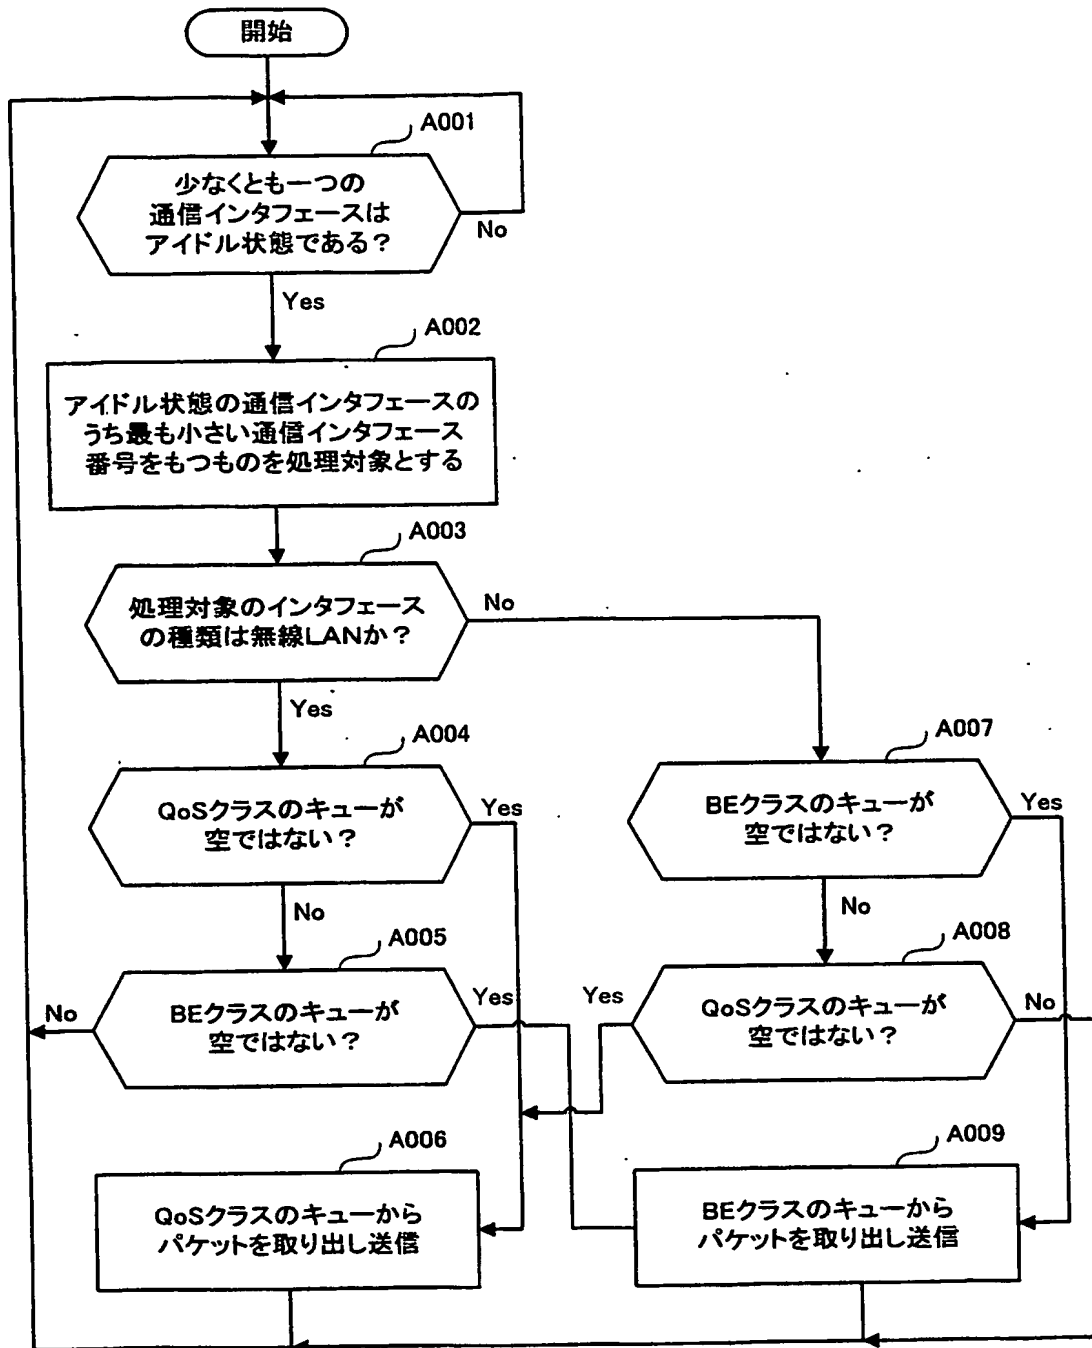 開始
A001
少なくとも一つの
通信インタフェースは
アイドル状態である？
No
Yes
A002
アイドル状態の通信インタフェースの
うち最も小さい通信インタフェース
番号をもつものを処理対象とする
A003
処理対象のインタフェース
の種類は無線LANか？
No
Yes
A004
QoSクラスのキューが
空ではない？
Yes
No
A007
BEクラスのキューが
空ではない？
Yes
No
A005
BEクラスのキューが
空ではない？
No
Yes
A008
QoSクラスのキューが
空ではない？
Yes
No
A006
QoSクラスのキューから
パケットを取り出し送信
A009
BEクラスのキューから
パケットを取り出し送信